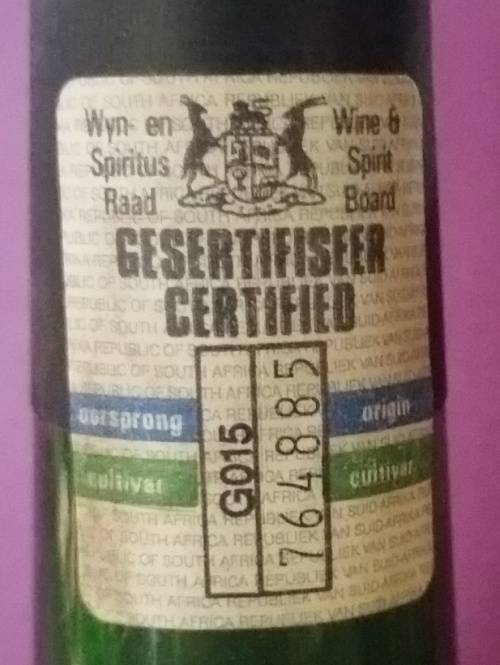 Wyn- en
Spiritus
Raad
Wine &
Spirit
Board
GESERTIFISEER
CERTIFIED
oorsprong
origin
cultivar
cultivar
G015
764885